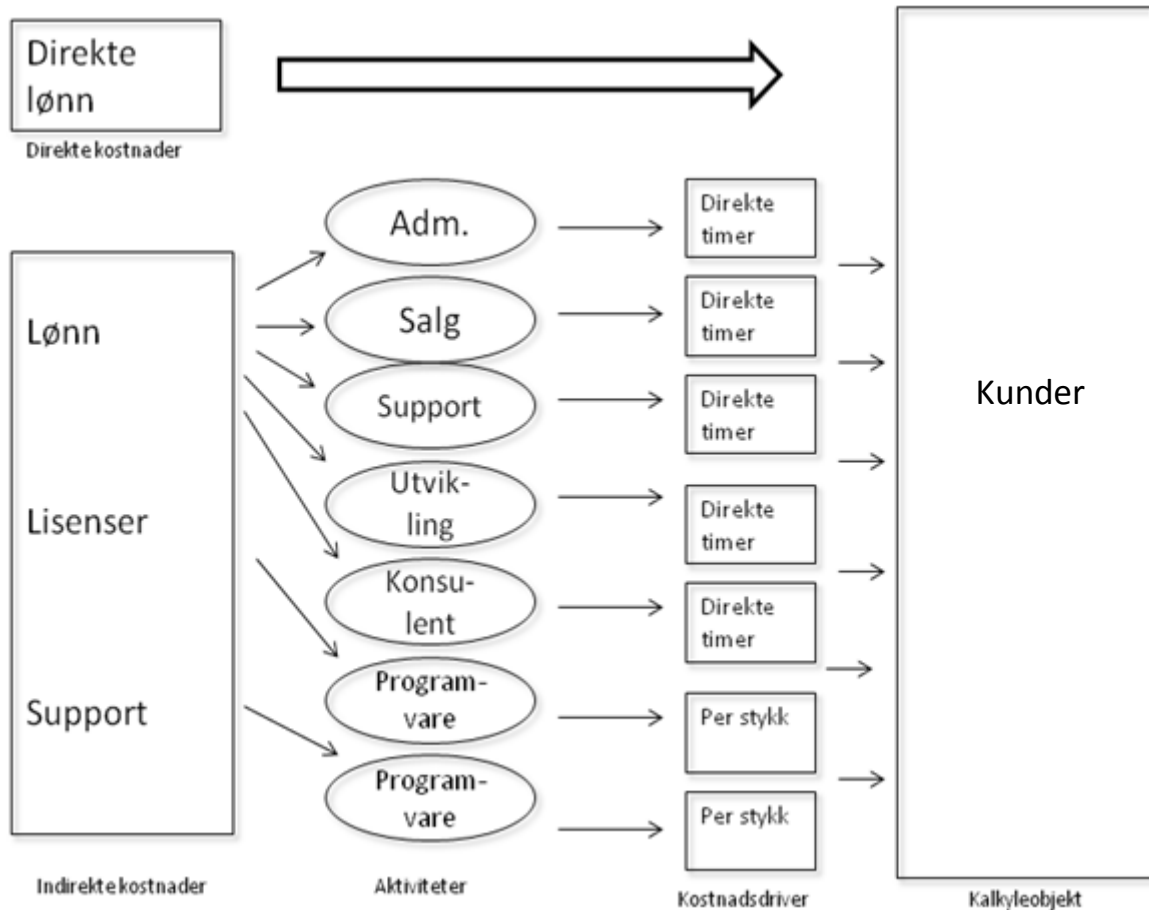 Direkte
lønn
Direkte kostnader
Lønn
Lisenser
Support
Indirekte kostnader
Adm.
Salg
Support
Utvik-
ling
Konsu-
lent
Program-
vare
Program-
vare
Aktiviteter
Direkte
timer
Direkte
timer
Direkte
timer
Direkte
timer
Direkte
timer
Per stykk
Per stykk
Kostnadsdriver
Kunder
Kalkyleobjekt